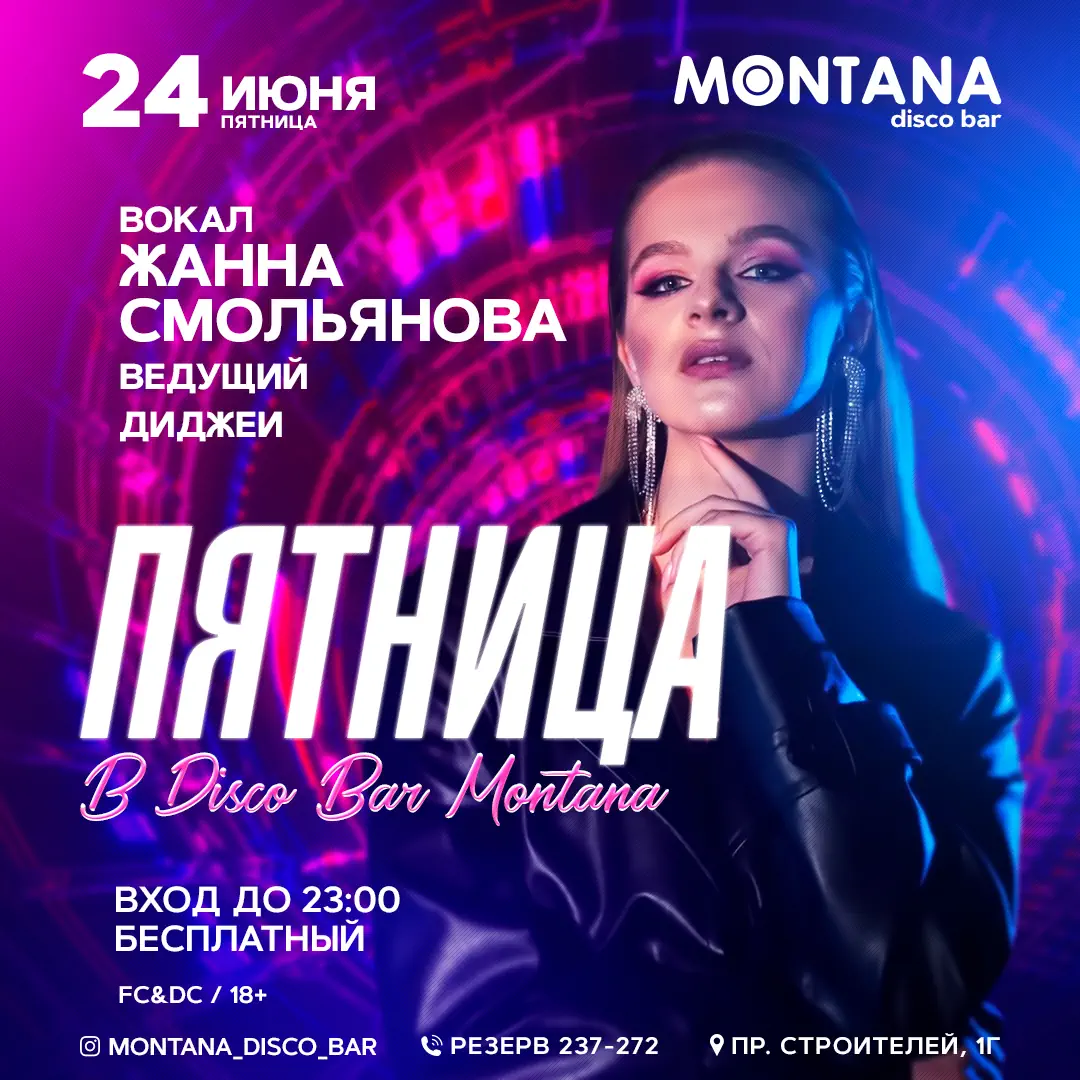 24 ИЮНЯ
ПЯТНИЦА
MONTANA
disco bar
ВОКАЛ
ЖАННА
СМОЛЬЯНОВА
ВЕДУЩИЙ
ДИДЖЕИ
ПЯТНИЦА
В Disco Bar Montana
ВХОД ДО 23:00
БЕСПЛАТНЫЙ
FC&DC / 18+
MONTANA_DISCO_BAR
РЕЗЕРВ 237-272
ПР. СТРОИТЕЛЕЙ, 1Г